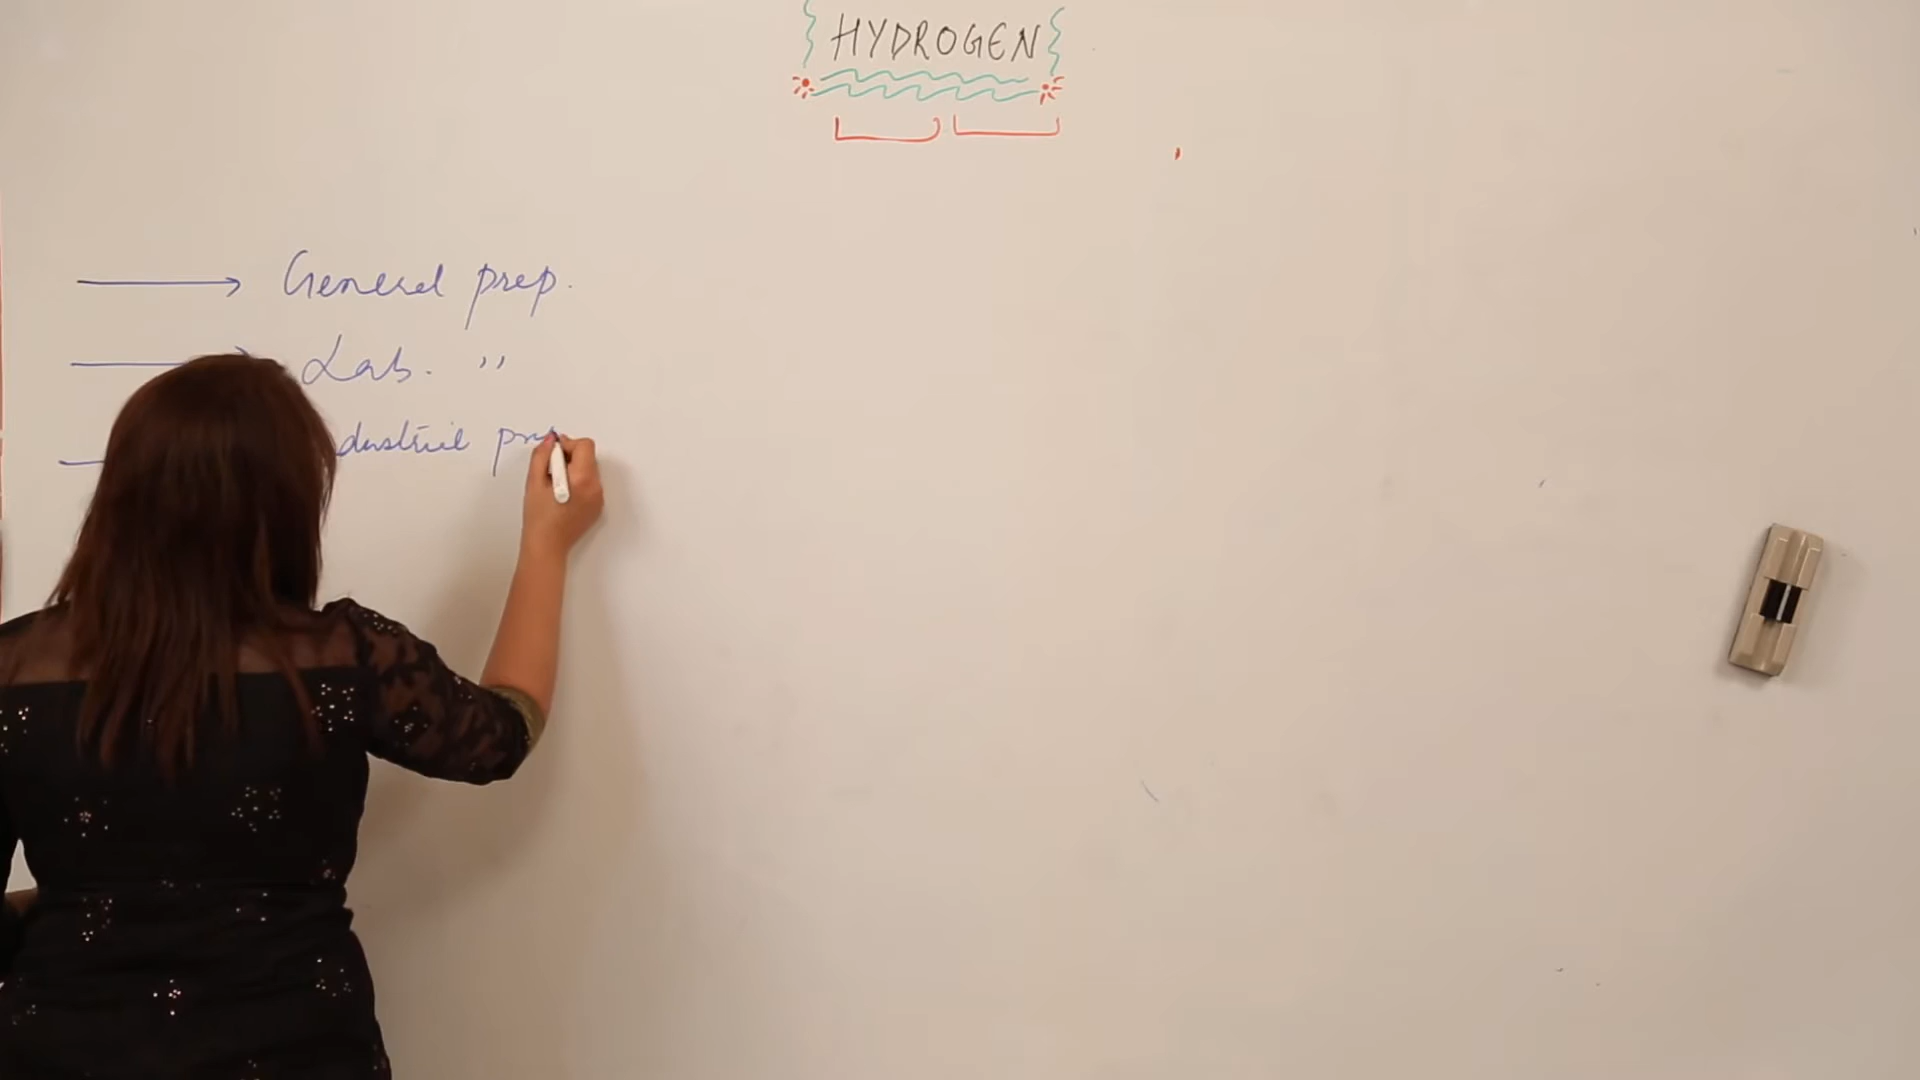 HYDROGEN
→ General prep.
→ Lab. "
dustrial pre